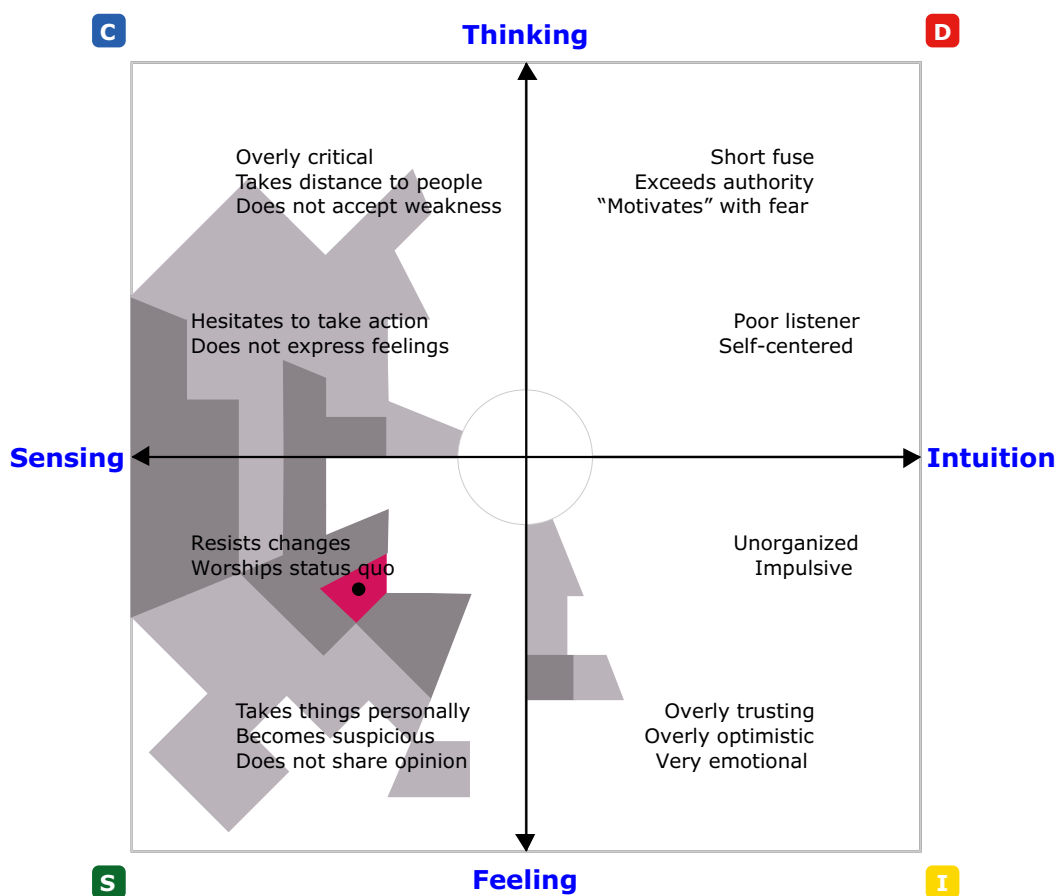 C
Thinking
D
Overly critical
Takes distance to people
Does not accept weakness
Short fuse
Exceeds authority
“Motivates” with fear
Hesitates to take action
Does not express feelings
Poor listener
Self-centered
Sensing
Intuition
Resists changes
Worships status quo
Unorganized
Impulsive
Takes things personally
Becomes suspicious
Does not share opinion
Overly trusting
Overly optimistic
Very emotional
S
Feeling
I